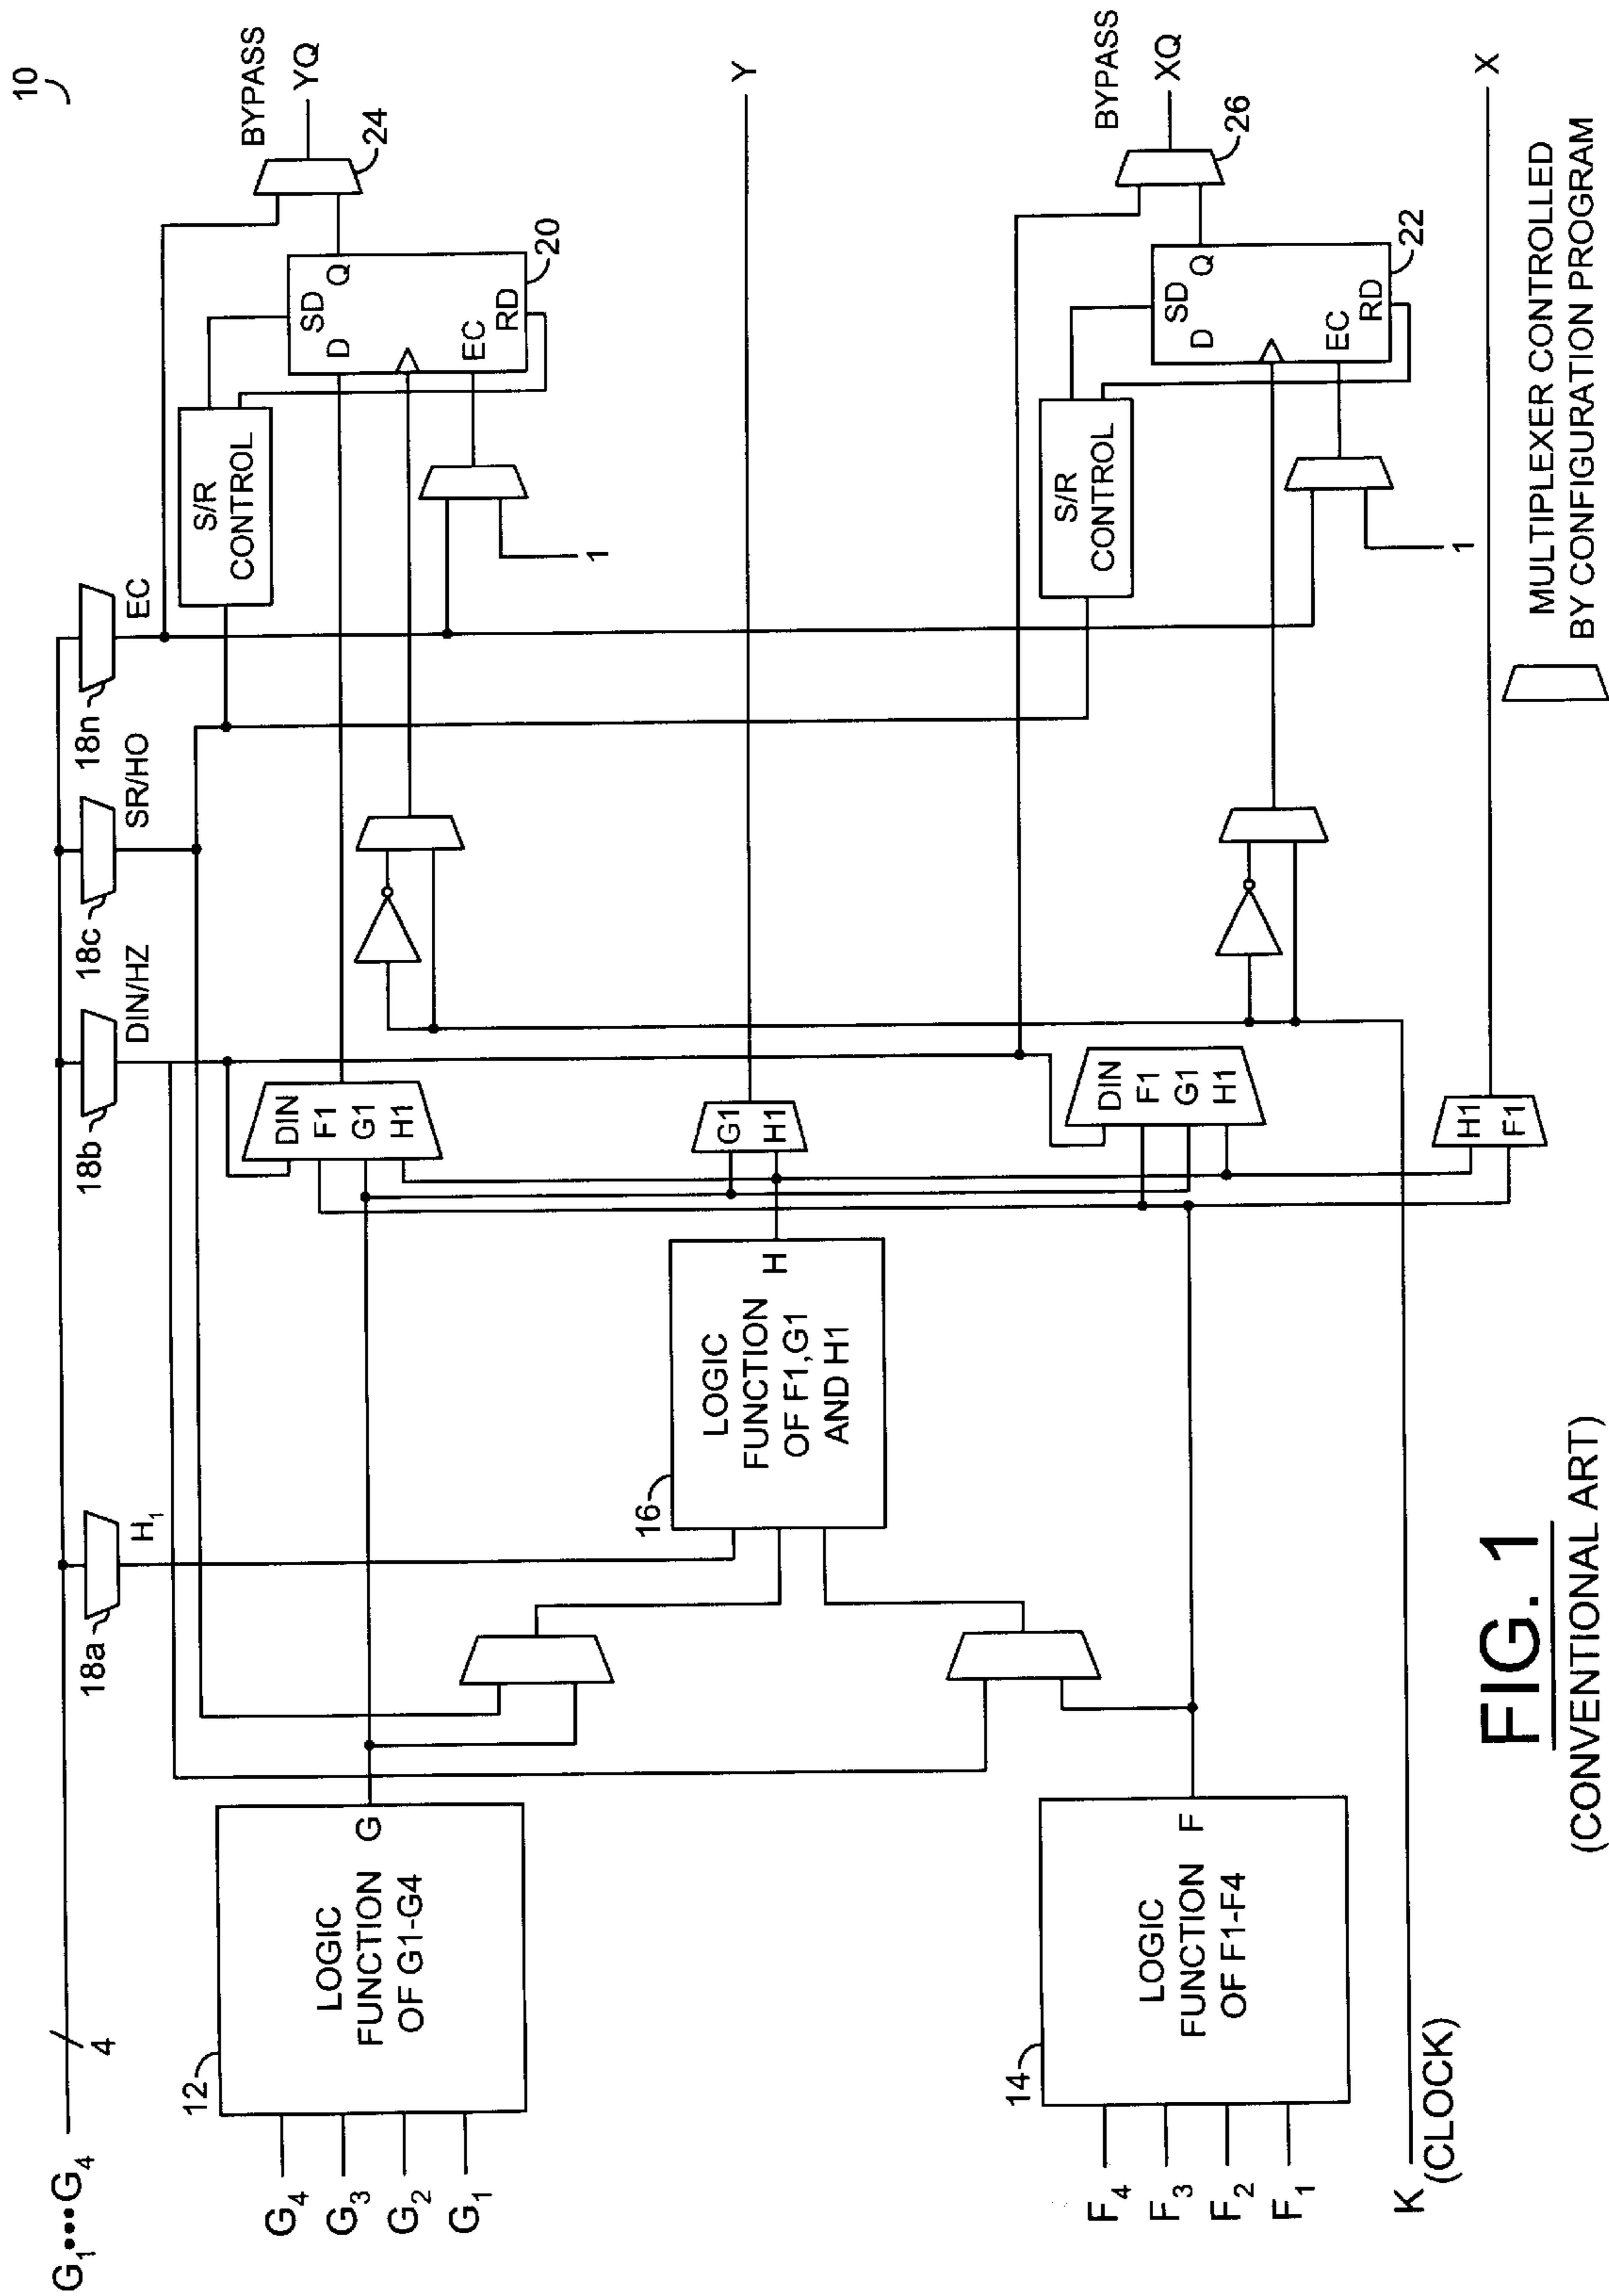 10
G1•••G4
4
18a
H1
18b
DIN/HZ
18c
SR/HO
18n
EC
BYPASS
YQ
24
S/R
CONTROL
SD
D
Q
EC
RD
20
1
DIN
F1
G1
H1
12
LOGIC
FUNCTION
OF G1-G4
G
G4
G3
G2
G1
16
LOGIC
FUNCTION
OF F1,G1
AND H1
H
G1
H1
Y
BYPASS
XQ
26
S/R
CONTROL
SD
D
Q
EC
RD
22
1
DIN
F1
G1
H1
14
LOGIC
FUNCTION
OF F1-F4
F
F4
F3
F2
F1
K
(CLOCK)
H1
F1
X
MULTIPLEXER CONTROLLED
BY CONFIGURATION PROGRAM
FIG. 1
(CONVENTIONAL ART)